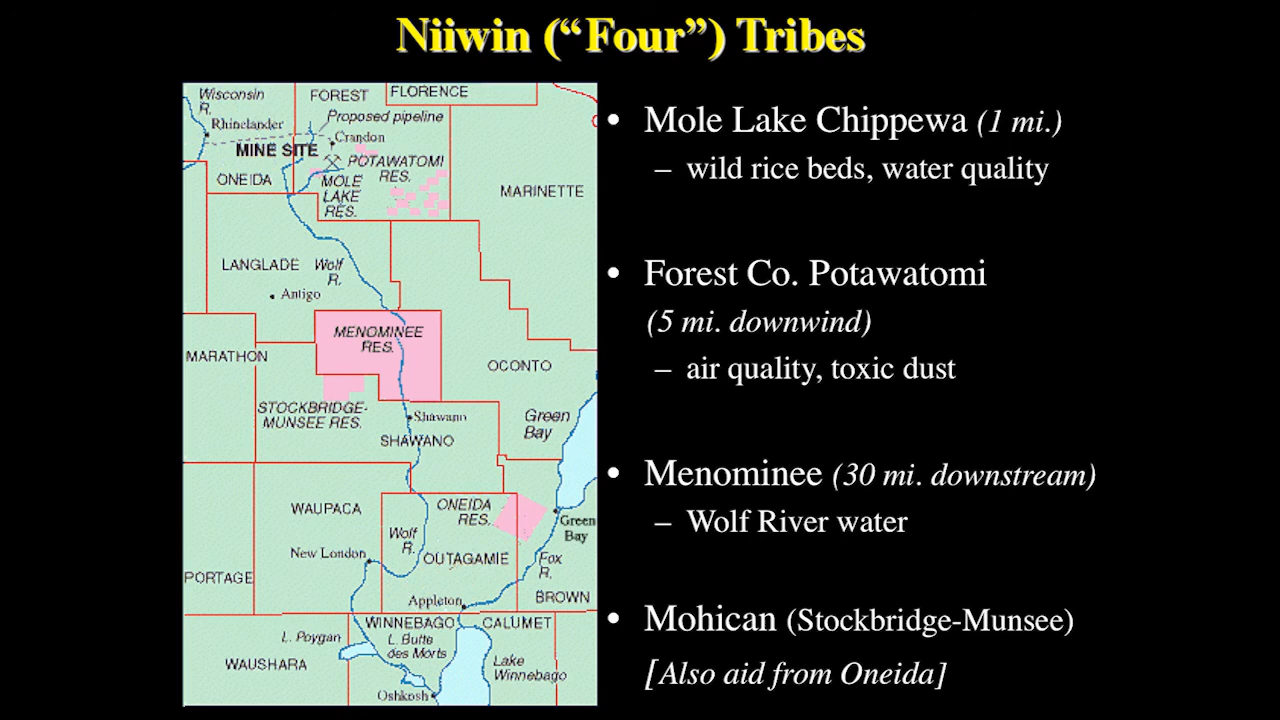 Niiwin (“Four”) Tribes
Wisconsin
R.
FOREST
FLORENCE
Rhinelander
Proposed pipeline
Crandon
MINE SITE
POTAWATOMI
RES.
ONEIDA
MOLE
LAKE
RES.
MARINETTE
LANGLADE
Wolf
R.
Antigo
MENOMINEE
RES.
MARATHON
OCONTO
STOCKBRIDGE-
MUNSEE RES.
Shawano
SHAWANO
Green
Bay
WAUPACA
ONEIDA
RES.
Green
Bay
Wolf
R.
New London
OUTAGAMIE
Fox
R.
PORTAGE
Appleton
BROWN
WINNEBAGO
CALUMET
L. Poygan
L. Butte
des Morts
WAUSHARA
Lake
Winnebago
Oshkosh
• Mole Lake Chippewa (1 mi.)
– wild rice beds, water quality
• Forest Co. Potawatomi
(5 mi. downwind)
– air quality, toxic dust
• Menominee (30 mi. downstream)
– Wolf River water
• Mohican (Stockbridge-Munsee)
[Also aid from Oneida]